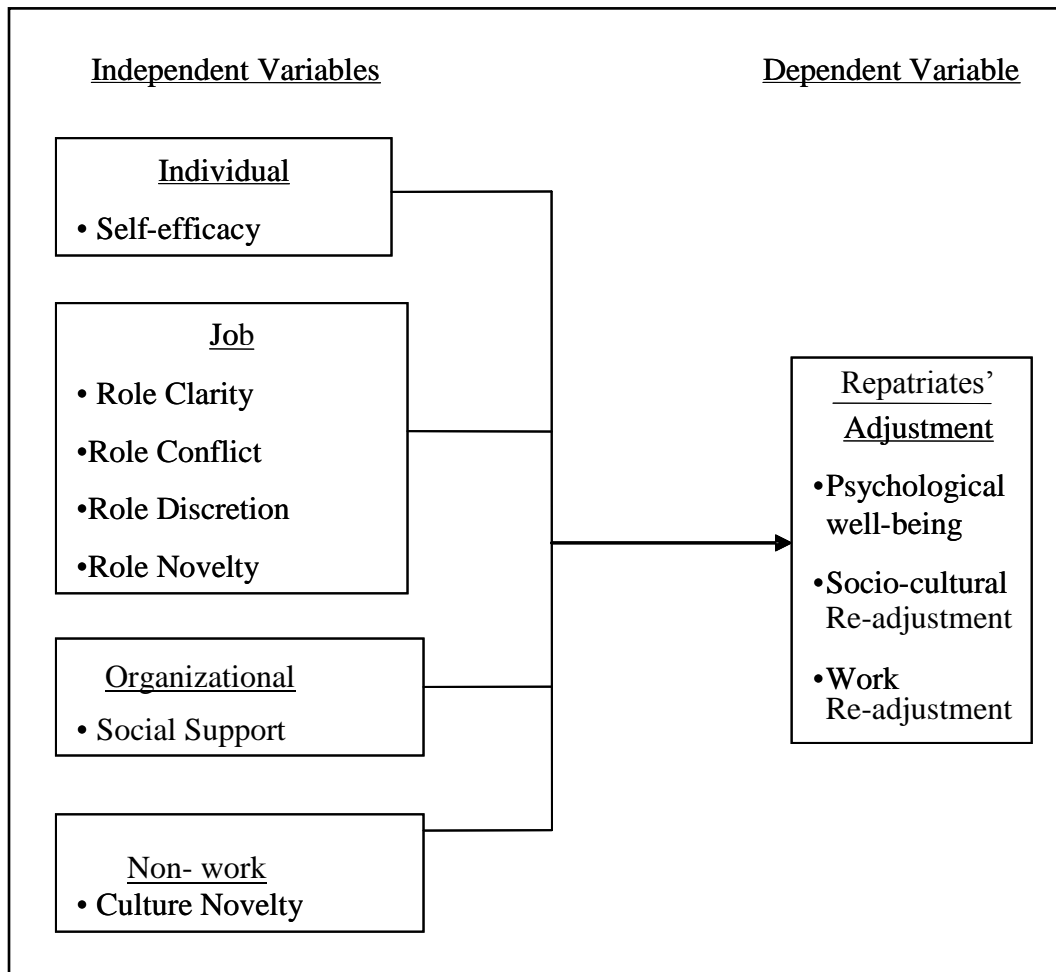 Independent Variables
Dependent Variable
Individual
• Self-efficacy
Job
• Role Clarity
•Role Conflict
•Role Discretion
•Role Novelty
Organizational
• Social Support
Non- work
• Culture Novelty
Repatriates’
Adjustment
•Psychological
well-being
•Socio-cultural
Re-adjustment
•Work
Re-adjustment